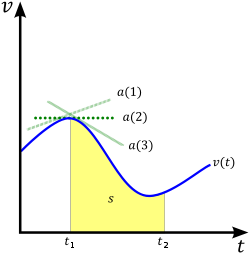 v
a(1)
a(2)
a(3)
v(t)
s
t₁
t₂
t